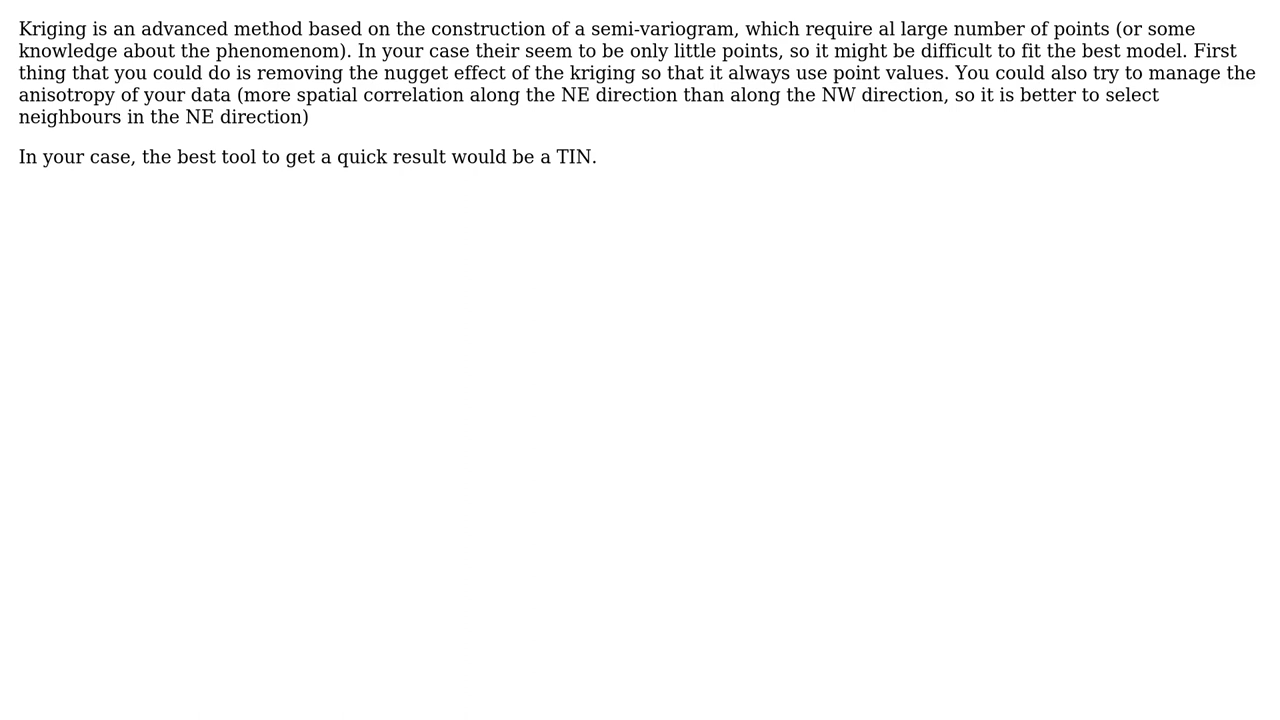 Kriging is an advanced method based on the construction of a semi-variogram, which require al large number of points (or some
knowledge about the phenomenom). In your case their seem to be only little points, so it might be difficult to fit the best model. First
thing that you could do is removing the nugget effect of the kriging so that it always use point values. You could also try to manage the
anisotropy of your data (more spatial correlation along the NE direction than along the NW direction, so it is better to select
neighbours in the NE direction)
In your case, the best tool to get a quick result would be a TIN.